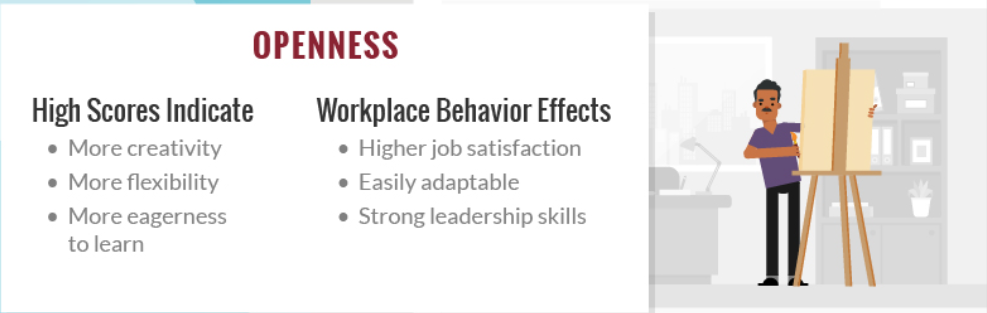 OPENNESS
High Scores Indicate
• More creativity
• More flexibility
• More eagerness
to learn
Workplace Behavior Effects
• Higher job satisfaction
• Easily adaptable
• Strong leadership skills